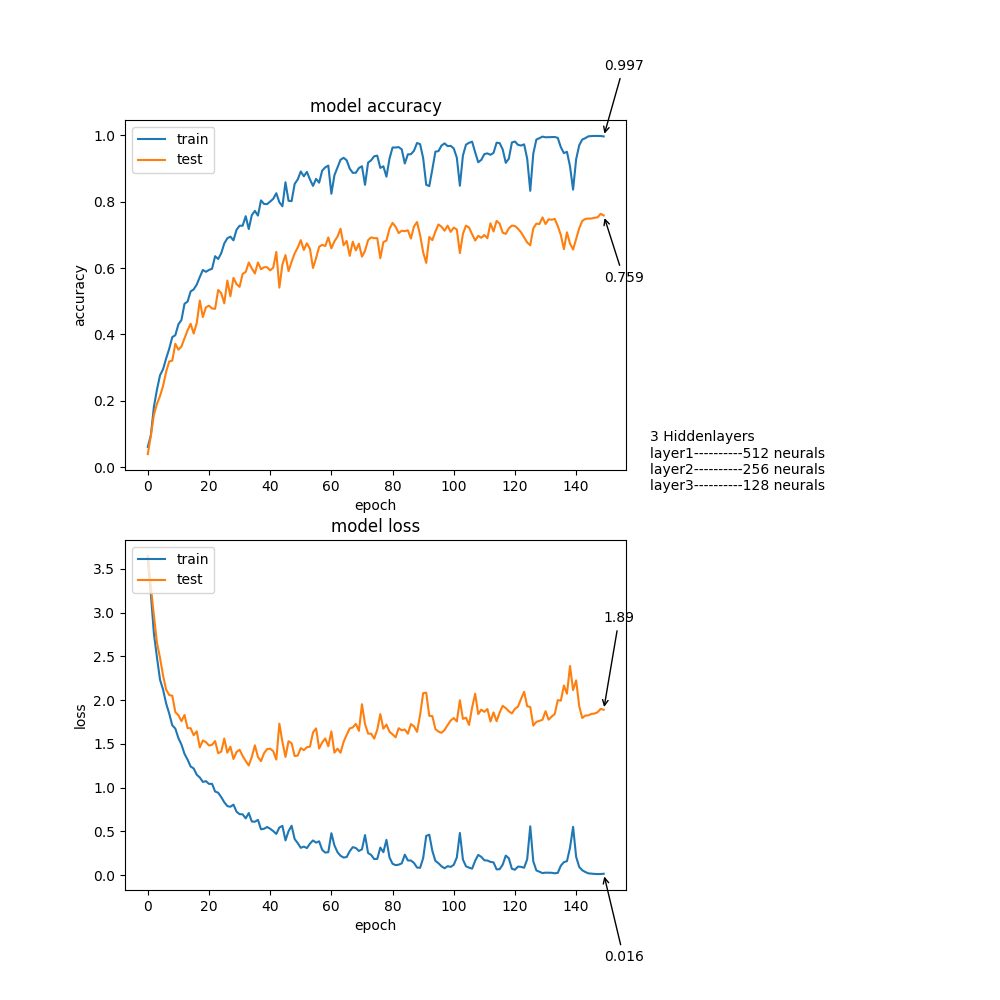 0.997
model accuracy
train
test
1.0
0.8
0.6
0.4
0.2
0.0
accuracy
0.759
0 20 40 60 80 100 120 140
epoch
3 Hiddenlayers
layer1----------512 neurals
layer2----------256 neurals
layer3----------128 neurals
model loss
train
test
3.5
3.0
2.5
2.0
1.5
1.0
0.5
0.0
loss
1.89
0 20 40 60 80 100 120 140
epoch
0.016